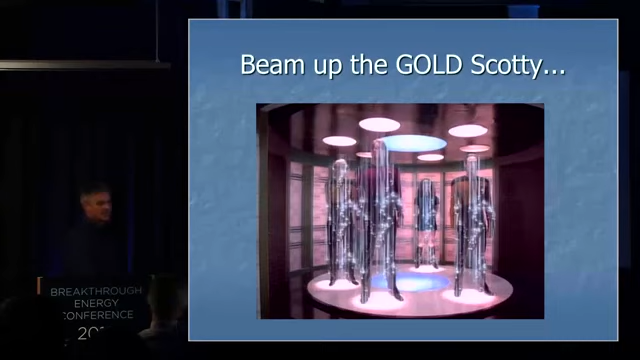 Beam up the GOLD Scotty...
BREAKTHROUGH
ENERGY
CONFERENCE